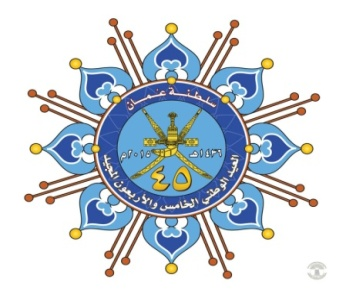 سلطنة عمان
١٤٣٦هـ ٢٠١٥م
٤٥
العيد الوطني الخامس والأربعون المجيد